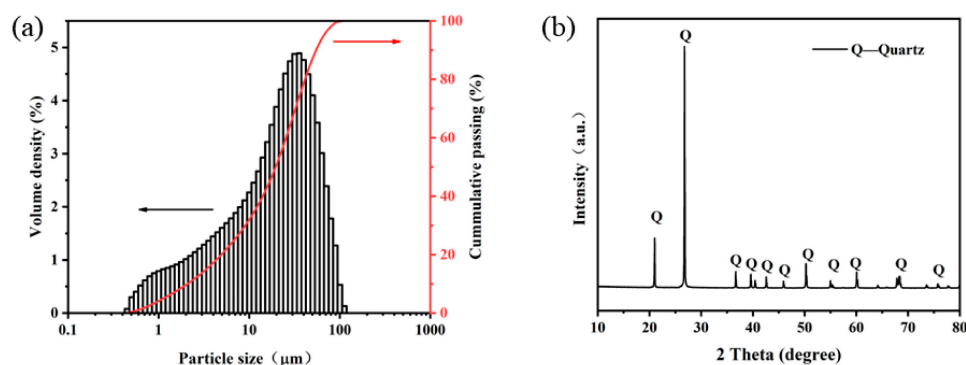 (a)
Volume density (%)
5
4
3
2
1
0
0.1
1
10
100
1000
Particle size（μm）
100
80
60
40
20
0
Cummulative passing (%)
(b)
Intensity（a.u.）
Q
Q
Q
Q
Q
Q
Q
Q
Q
Q
Q
Q—Quartz
10
20
30
40
50
60
70
80
2 Theta (degree)